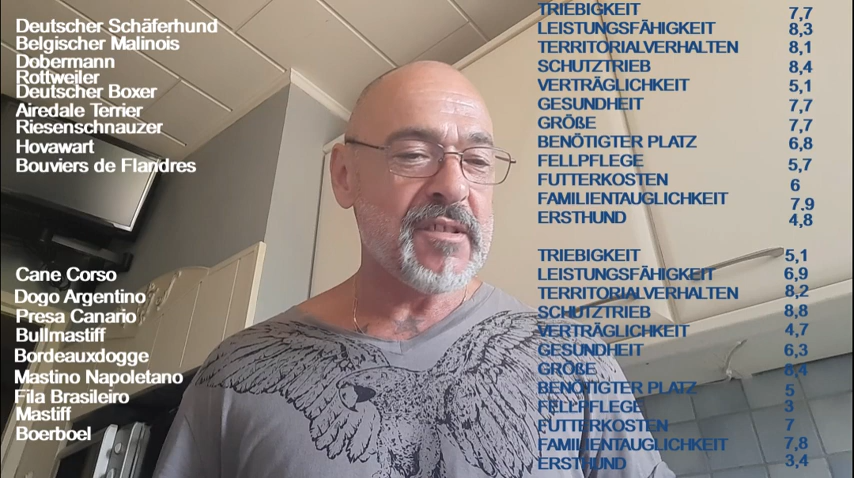 Deutscher Schäferhund
Belgischer Malinois
Dobermann
Rottweiler
Deutscher Boxer
Airedale Terrier
Riesenschnauzer
Hovawart
Bouviers de Flandres
TRIEBIGKEIT 7,7
LEISTUNGSFÄHIGKEIT 8,3
TERRITORIALVERHALTEN 8,1
SCHUTZTRIEB 8,4
VERTRÄGLICHKEIT 5,1
GESUNDHEIT 7,7
GRÖßE 7,7
BENÖTIGTER PLATZ 6,8
FELLPFLEGE 5,7
FUTTERKOSTEN 6
FAMILIENTAUGLICHKEIT 7.9
ERSTHUND 4,8
Cane Corso
Dogo Argentino
Presa Canario
Bullmastiff
Bordeauxdogge
Mastino Napoletano
Fila Brasileiro
Mastiff
Boerboel
TRIEBIGKEIT 5,1
LEISTUNGSFÄHIGKEIT 6,9
TERRITORIALVERHALTEN 8,2
SCHUTZTRIEB 8,8
VERTRÄGLICHKEIT 4,7
GESUNDHEIT 6,3
GRÖßE 8,4
BENÖTIGTER PLATZ 5
FELLPFLEGE 3
FUTTERKOSTEN 7
FAMILIENTAUGLICHKEIT 7,8
ERSTHUND 3,4